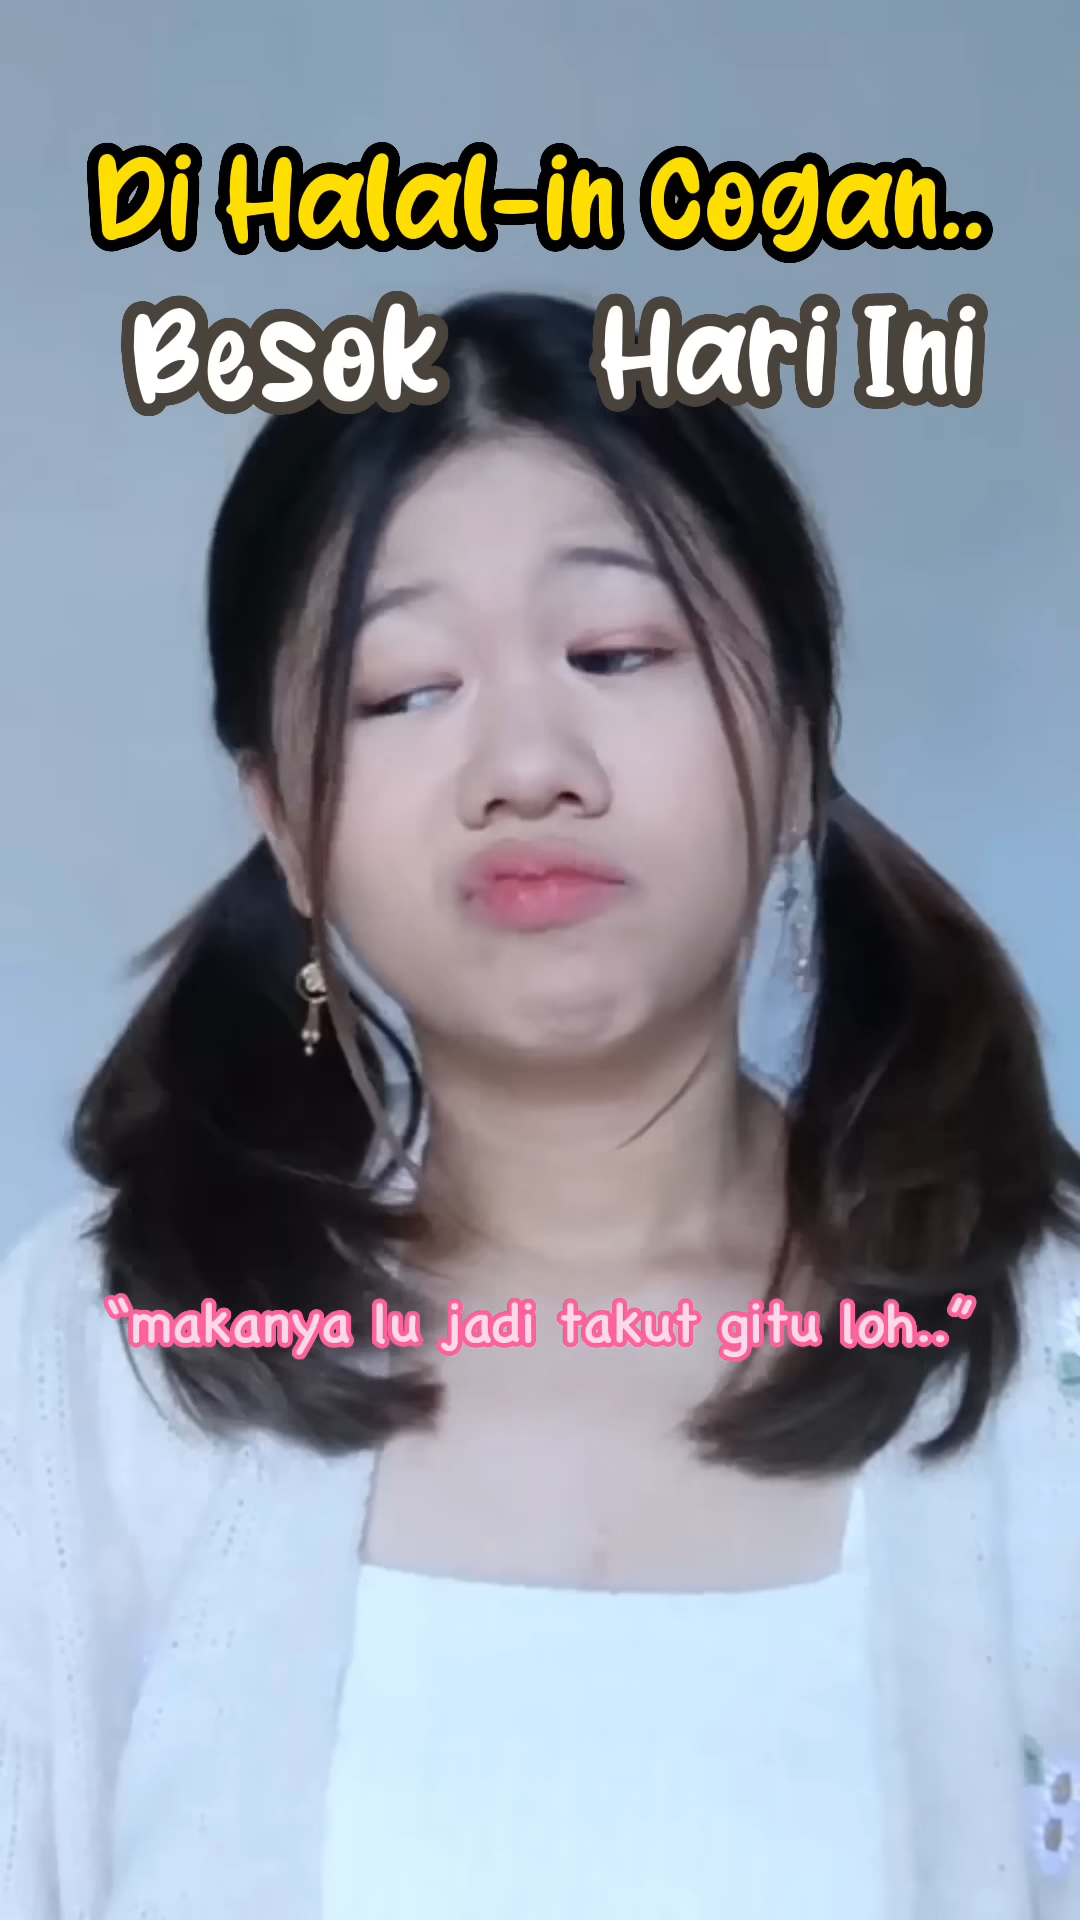 Di Halal-in Cogan..
Besok Hari Ini
"makanya lu jadi takut gitu loh.."